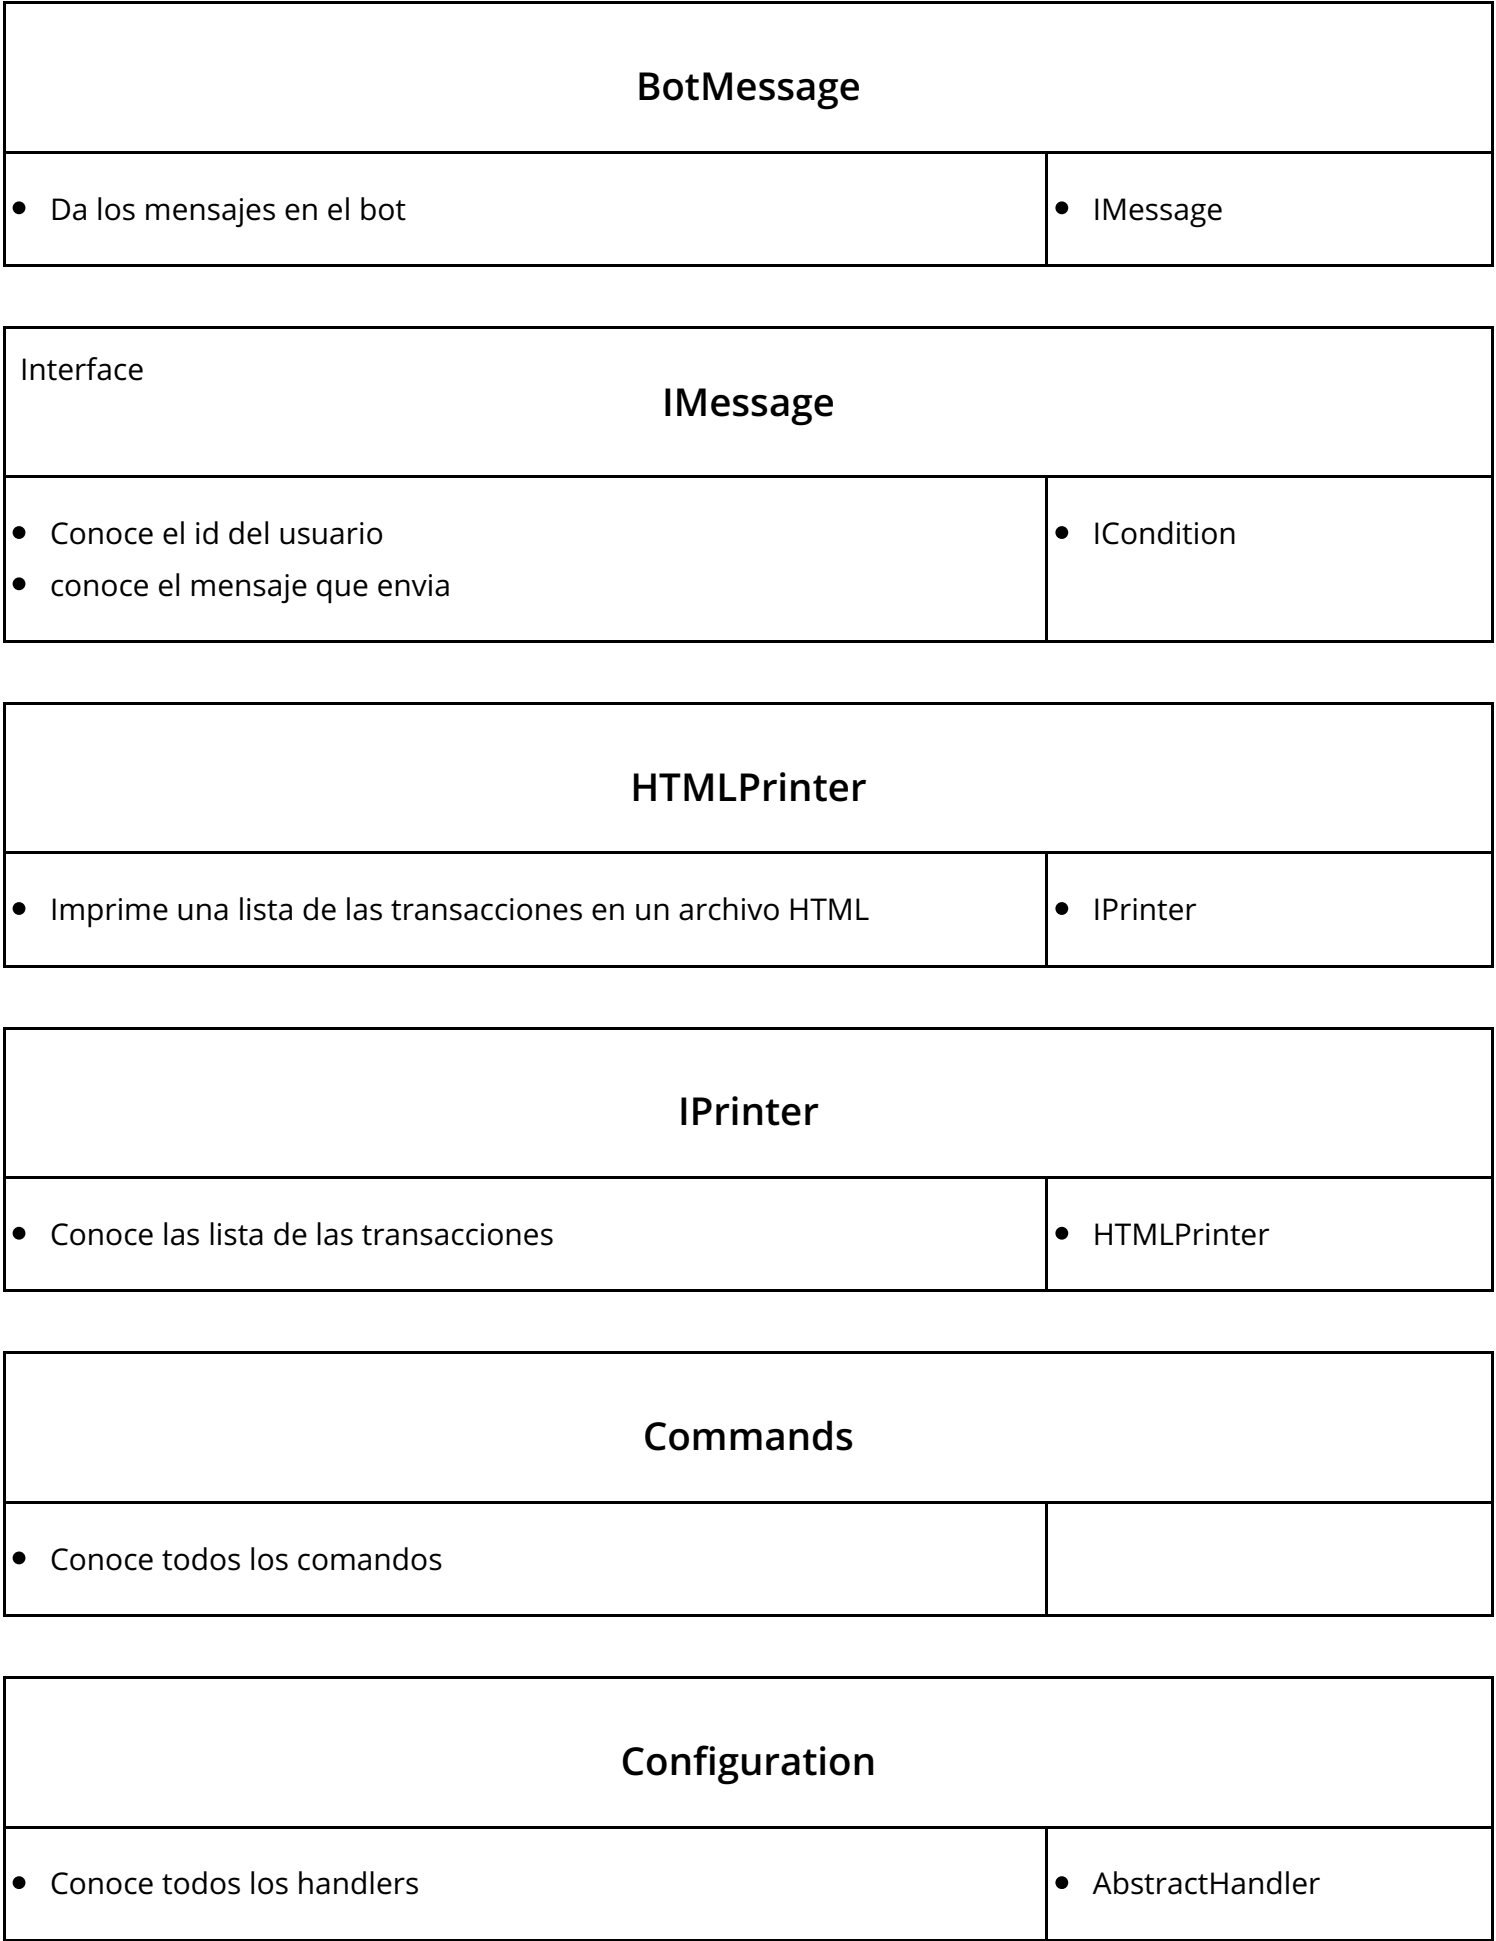 BotMessage
Da los mensajes en el bot
IMessage
Interface
IMessage
Conoce el id del usuario
ICondition
conoce el mensaje que envia
HTMLPrinter
Imprime una lista de las transacciones en un archivo HTML
IPrinter
IPrinter
Conoce las lista de las transacciones
HTMLPrinter
Commands
Conoce todos los comandos
Configuration
Conoce todos los handlers
AbstractHandler